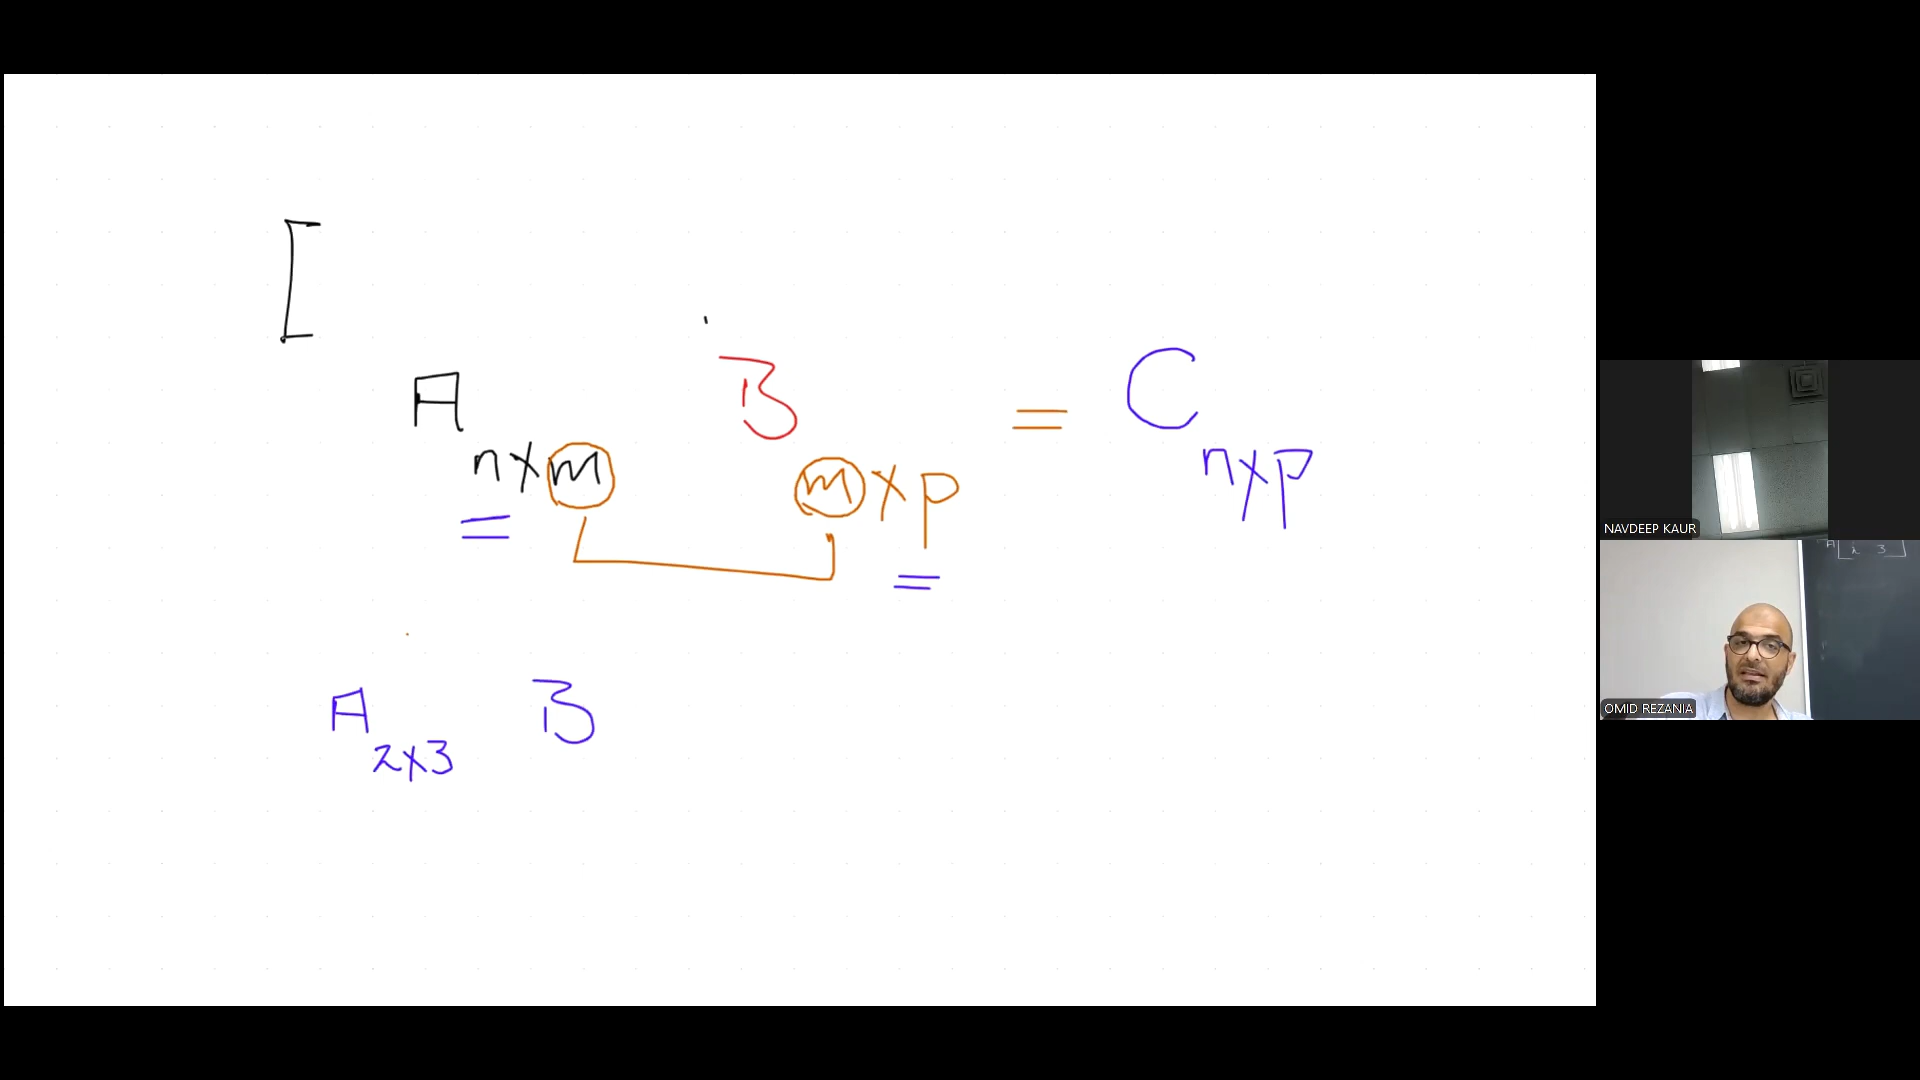 [
A n×m B m×p = C n×p
A 2×3 B
NAVDEEP KAUR
OMID REZANIA